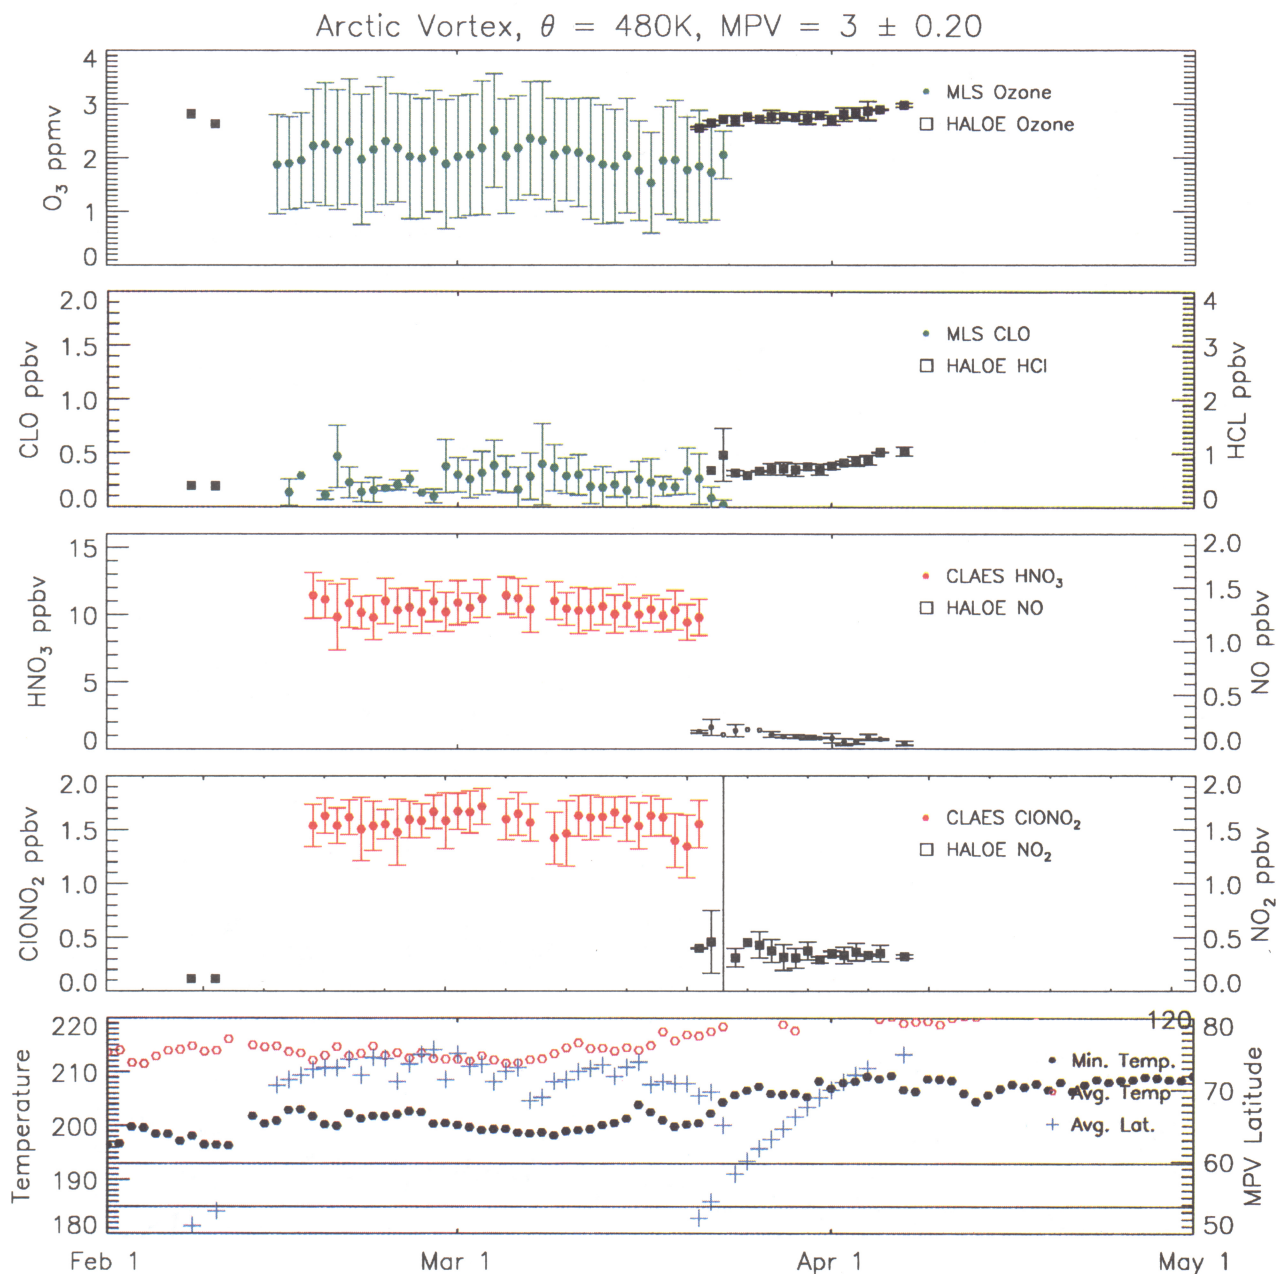 Arctic Vortex, θ = 480K, MPV = 3 ± 0.20
4
3
2
1
0
O₃ ppmv
MLS Ozone
HALOE Ozone
2.0
1.5
1.0
0.5
0.0
CLO ppbv
MLS CLO
HALOE HCl
4
3
2
1
0
HCL ppbv
15
10
5
0
HNO₃ ppbv
CLAES HNO₃
HALOE NO
2.0
1.5
1.0
0.5
0.0
NO ppbv
2.0
1.5
1.0
0.5
0.0
ClONO₂ ppbv
CLAES ClONO₂
HALOE NO₂
2.0
1.5
1.0
0.5
0.0
NO₂ ppbv
220
210
200
190
180
Temperature
120
Min. Temp.
Avg. Temp
Avg. Lat.
80
70
60
50
MPV Latitude
Feb 1
Mar 1
Apr 1
May 1